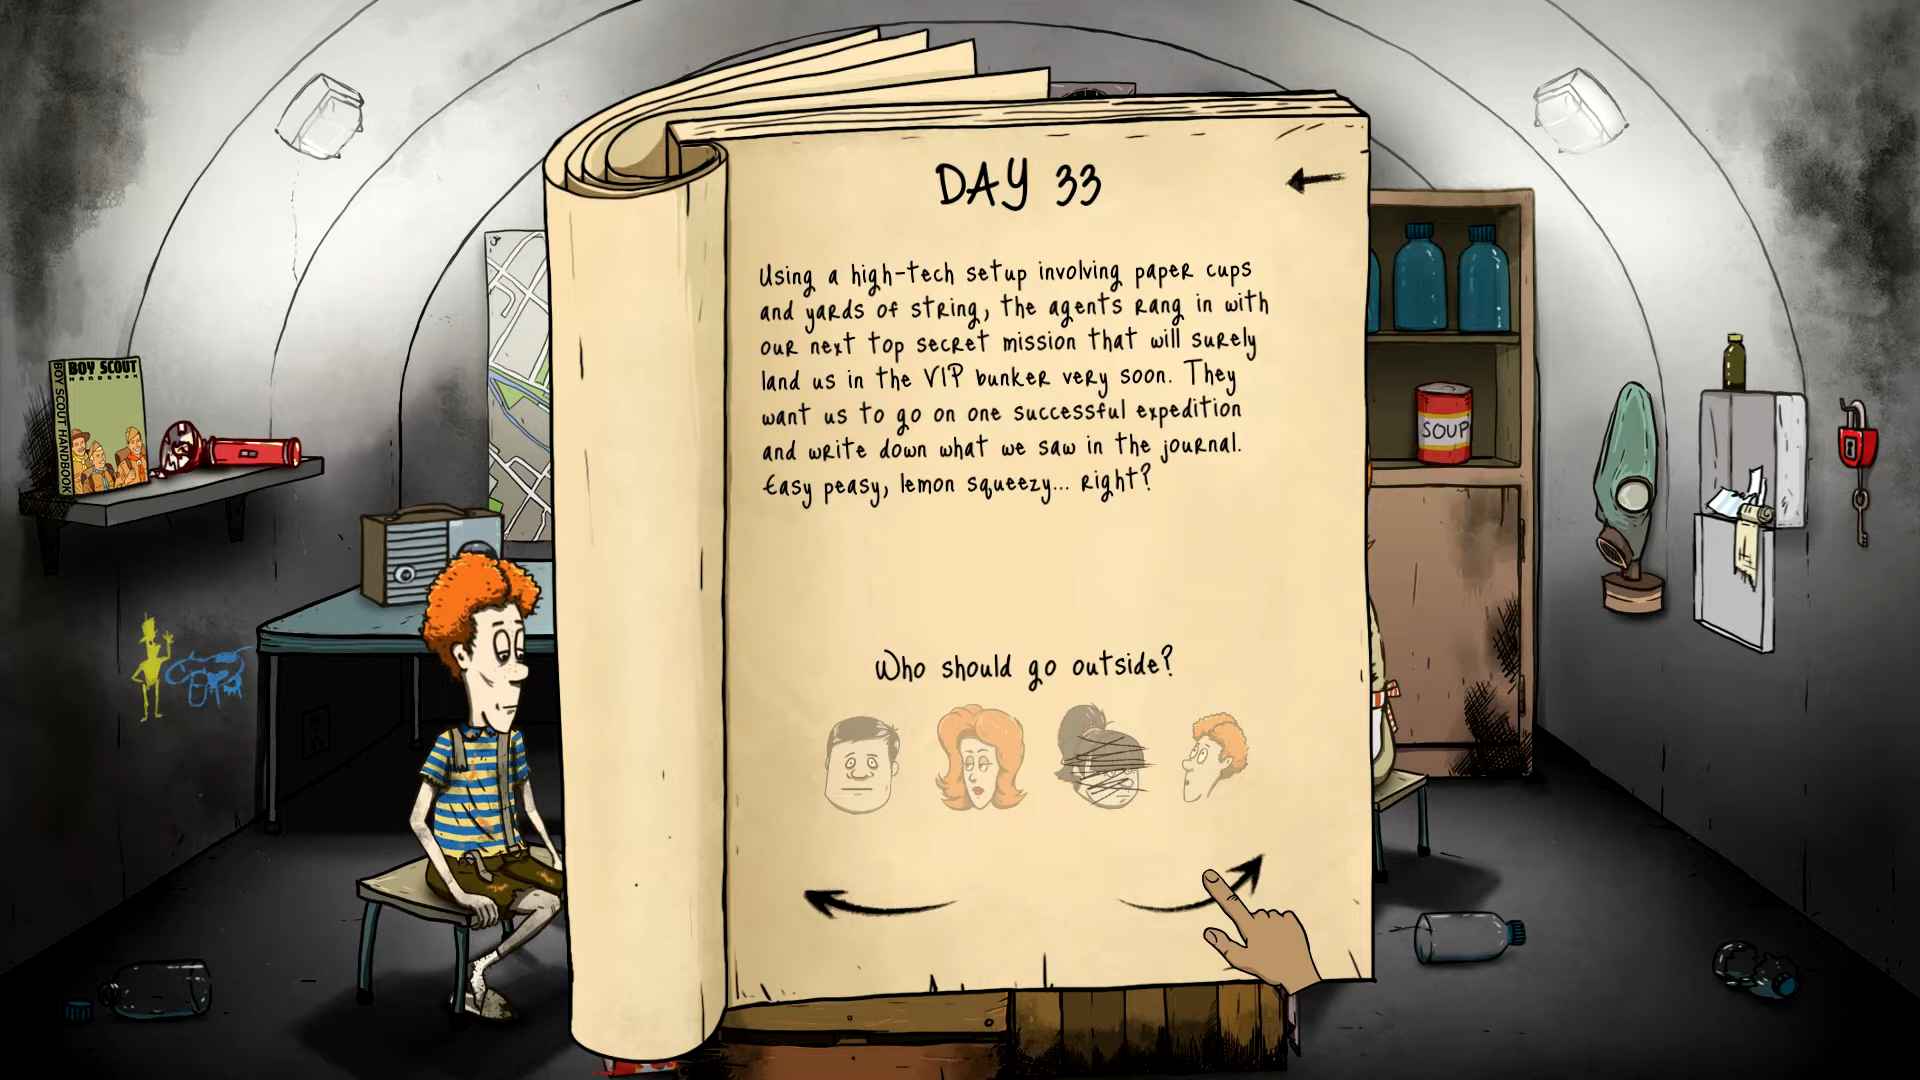 DAY 33
Using a high-tech setup involving paper cups
and yards of string, the agents rang in with
our next top secret mission that will surely
land us in the VIP bunker very soon. They
want us to go on one successful expedition
and write down what we saw in the journal.
Easy peasy, lemon squeezy... right?
Who should go outside?
BOY SCOUT
HANDBOOK
BOY SCOUT HANDBOOK
SOUP